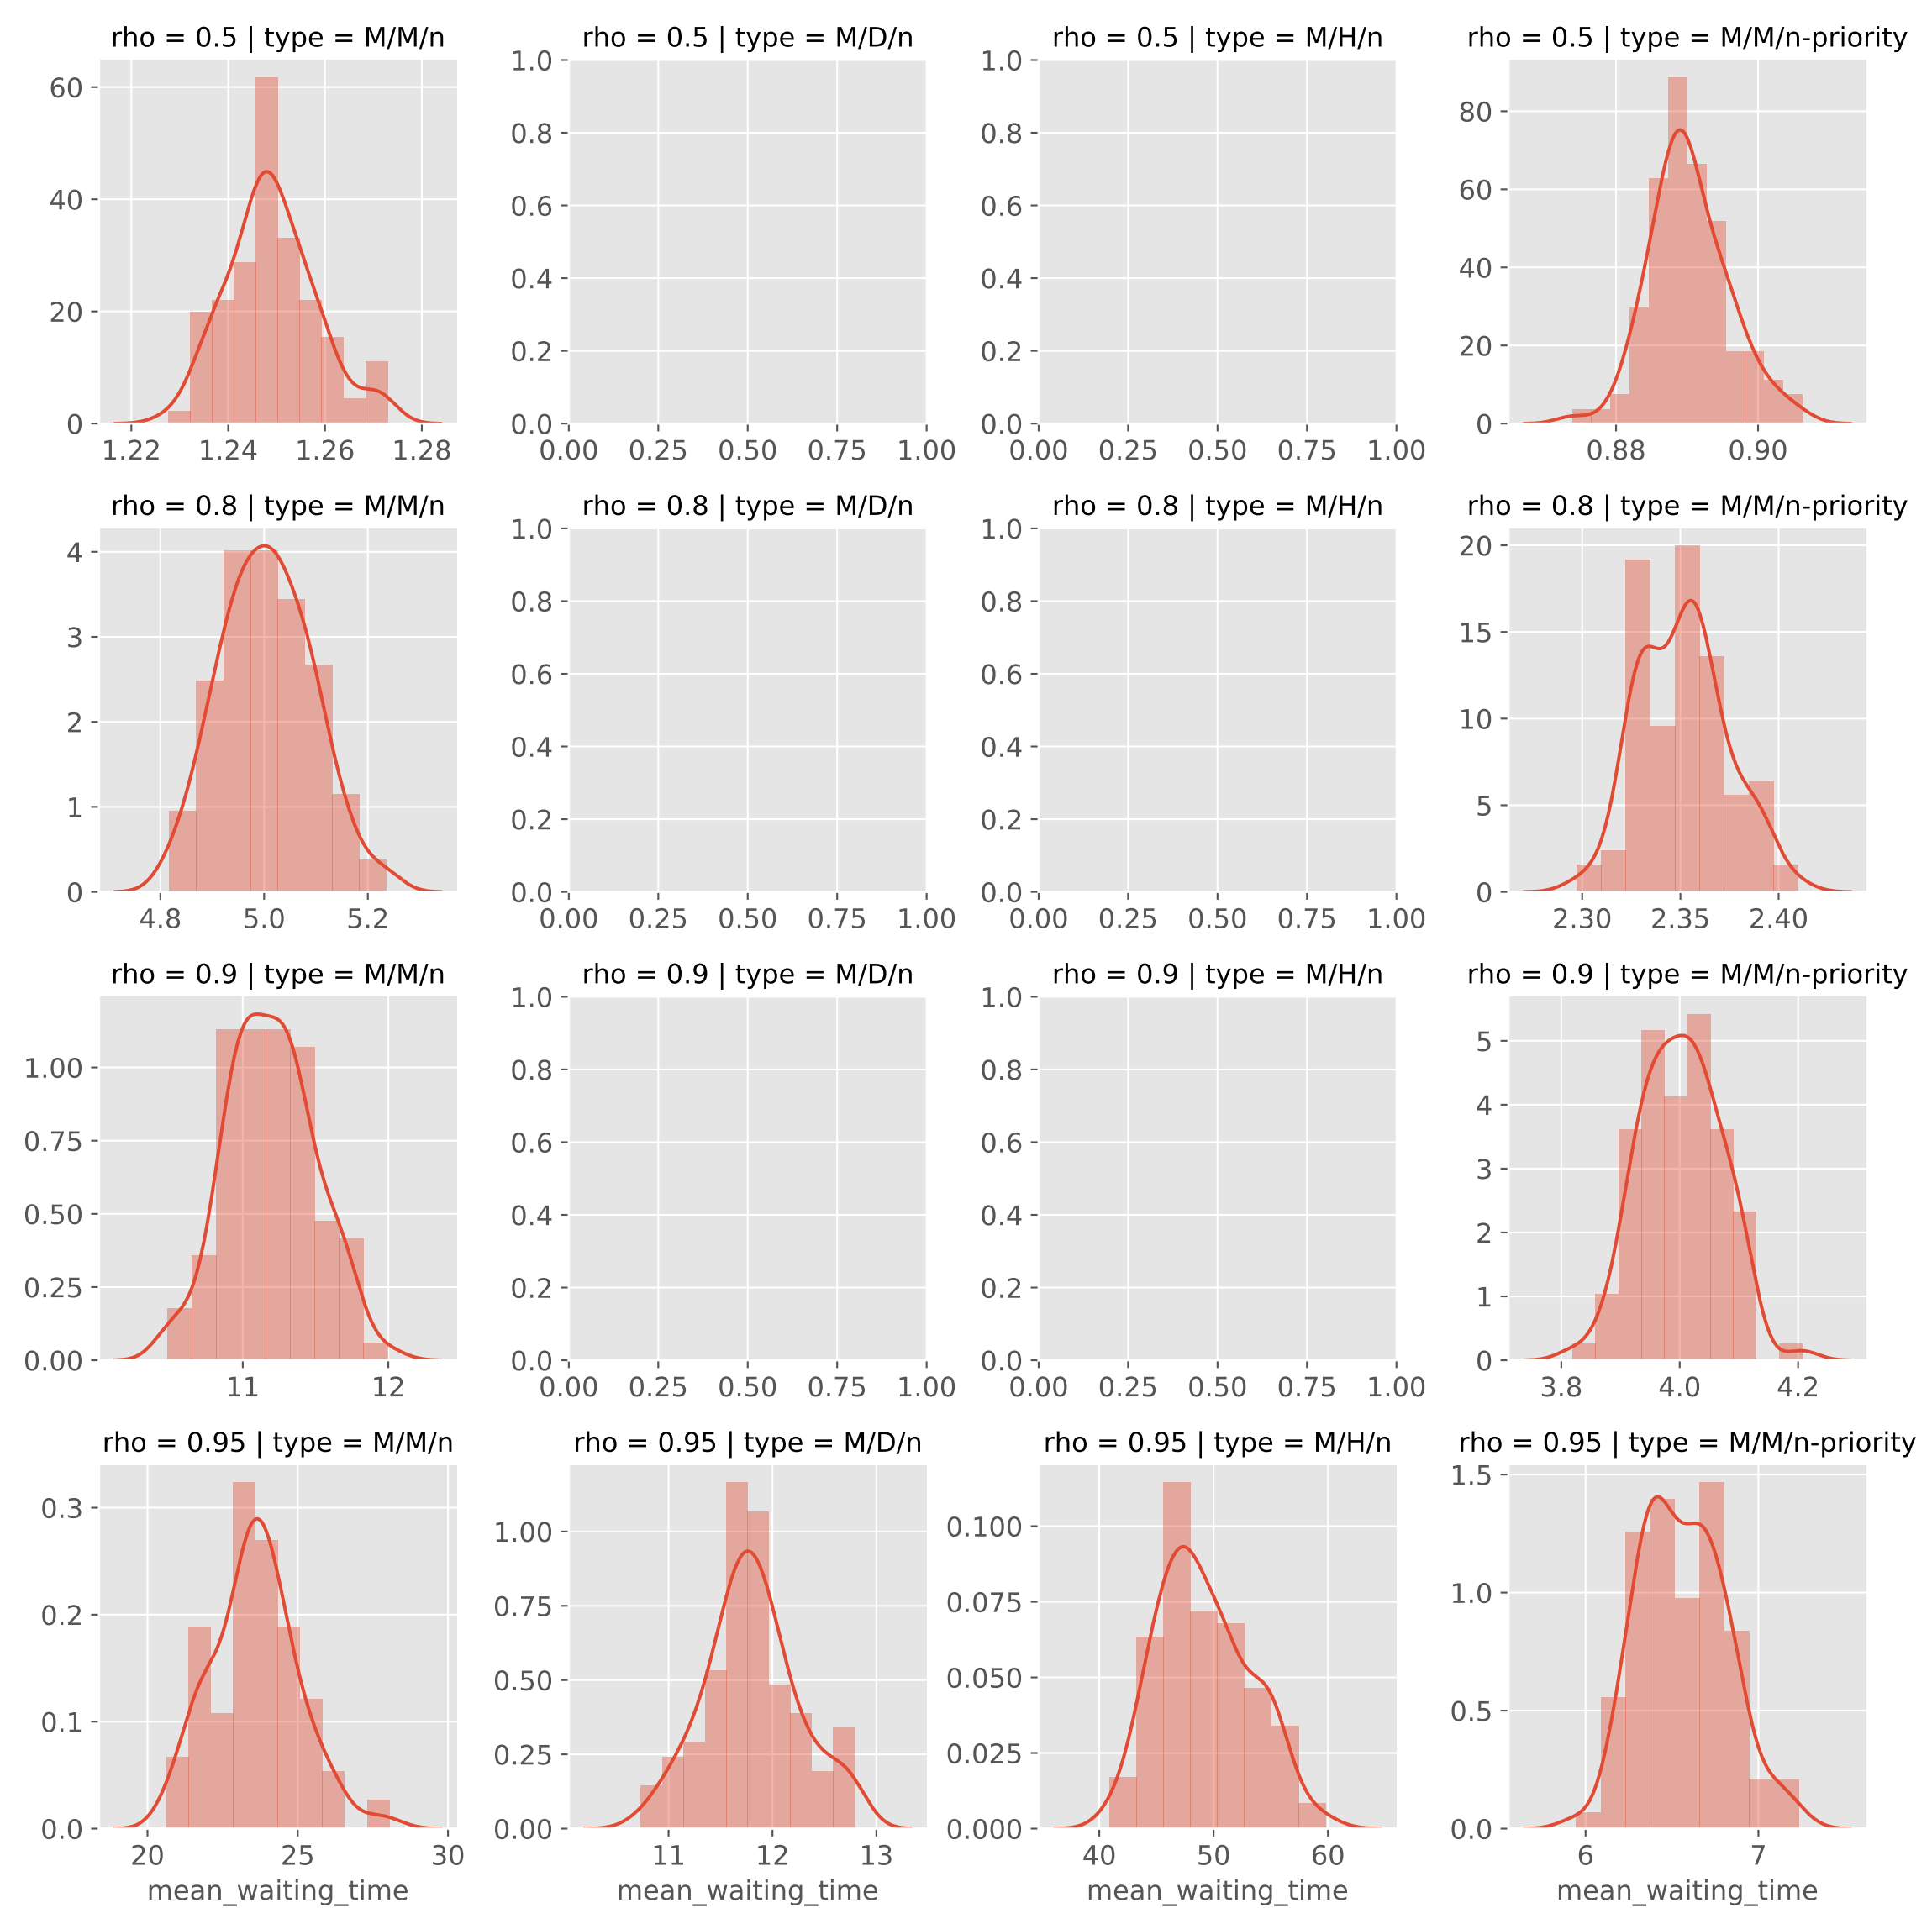 rho = 0.5 | type = M/M/n
60
40
20
0
1.22 1.24 1.26 1.28
rho = 0.5 | type = M/D/n
1.0
0.8
0.6
0.4
0.2
0.0
0.00 0.25 0.50 0.75 1.00
rho = 0.5 | type = M/H/n
1.0
0.8
0.6
0.4
0.2
0.0
0.00 0.25 0.50 0.75 1.00
rho = 0.5 | type = M/M/n-priority
80
60
40
20
0
0.88 0.90
rho = 0.8 | type = M/M/n
4
3
2
1
0
4.8 5.0 5.2
rho = 0.8 | type = M/D/n
1.0
0.8
0.6
0.4
0.2
0.0
0.00 0.25 0.50 0.75 1.00
rho = 0.8 | type = M/H/n
1.0
0.8
0.6
0.4
0.2
0.0
0.00 0.25 0.50 0.75 1.00
rho = 0.8 | type = M/M/n-priority
20
15
10
5
0
2.30 2.35 2.40
rho = 0.9 | type = M/M/n
1.00
0.75
0.50
0.25
0.00
11 12
rho = 0.9 | type = M/D/n
1.0
0.8
0.6
0.4
0.2
0.0
0.00 0.25 0.50 0.75 1.00
rho = 0.9 | type = M/H/n
1.0
0.8
0.6
0.4
0.2
0.0
0.00 0.25 0.50 0.75 1.00
rho = 0.9 | type = M/M/n-priority
5
4
3
2
1
0
3.8 4.0 4.2
rho = 0.95 | type = M/M/n
0.3
0.2
0.1
0.0
20 25 30
mean_waiting_time
rho = 0.95 | type = M/D/n
1.00
0.75
0.50
0.25
0.00
11 12 13
mean_waiting_time
rho = 0.95 | type = M/H/n
0.100
0.075
0.050
0.025
0.000
40 50 60
mean_waiting_time
rho = 0.95 | type = M/M/n-priority
1.5
1.0
0.5
0.0
6 7
mean_waiting_time